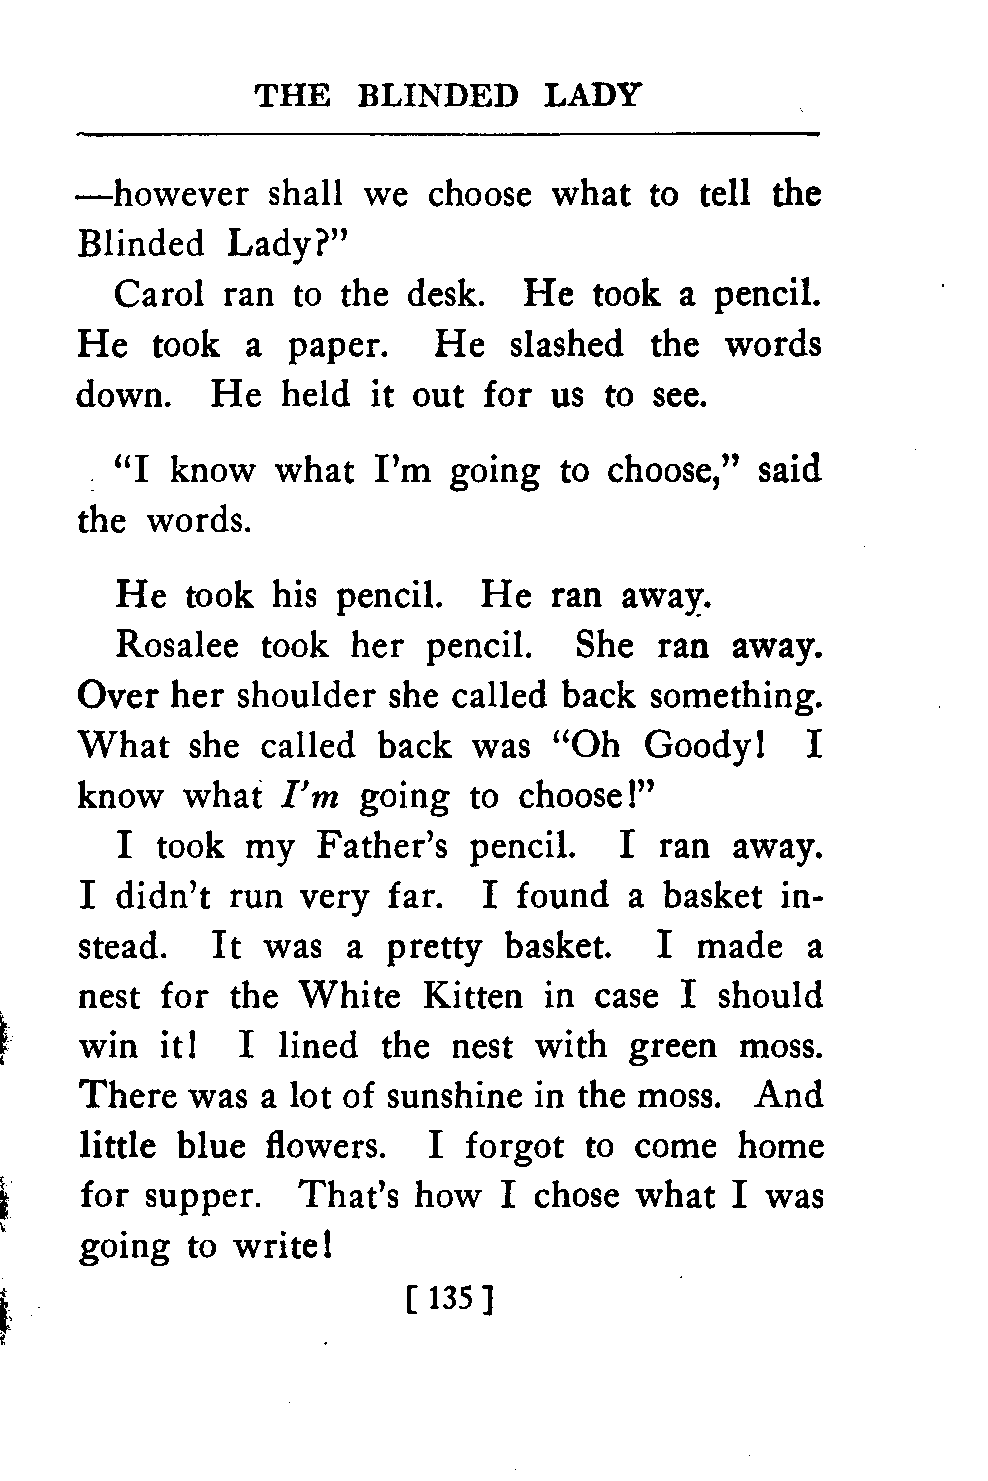 THE BLINDED LADY
—however shall we choose what to tell the
Blinded Lady?”
Carol ran to the desk. He took a pencil.
He took a paper. He slashed the words
down. He held it out for us to see.
“I know what I’m going to choose,” said
the words.
He took his pencil. He ran away.
Rosalee took her pencil. She ran away.
Over her shoulder she called back something.
What she called back was “Oh Goody! I
know what I’m going to choose!”
I took my Father’s pencil. I ran away.
I didn’t run very far. I found a basket in-
stead. It was a pretty basket. I made a
nest for the White Kitten in case I should
win it! I lined the nest with green moss.
There was a lot of sunshine in the moss. And
little blue flowers. I forgot to come home
for supper. That’s how I chose what I was
going to write!
[ 135 ]